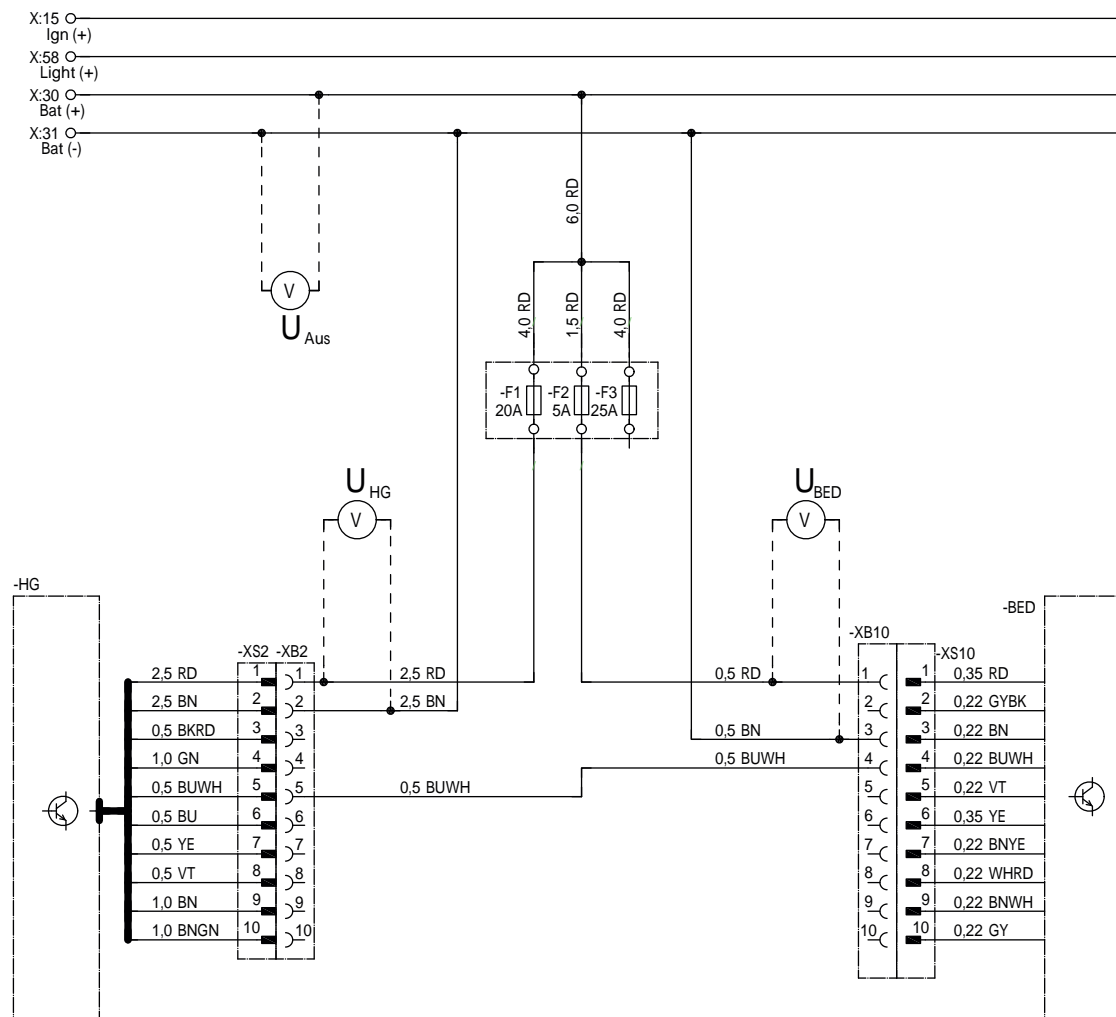 X:15
Ign (+)
X:58
Light (+)
X:30
Bat (+)
X:31
Bat (-)
6,0 RD
4,0 RD
1,5 RD
4,0 RD
V
U Aus
-F1
20A
-F2
5A
-F3
25A
U HG
V
U BED
V
-HG
-BED
-XS2 -XB2
-XB10
-XS10
2,5 RD 1 1 2,5 RD
2,5 BN 2 2 2,5 BN
0,5 BKRD 3 3
1,0 GN 4 4
0,5 BUWH 5 5 0,5 BUWH
0,5 BU 6 6
0,5 YE 7 7
0,5 VT 8 8
1,0 BN 9 9
1,0 BNGN 10 10
0,5 RD 1 1 0,35 RD
2 2 0,22 GYBK
0,5 BN 3 3 0,22 BN
0,5 BUWH 4 4 0,22 BUWH
5 5 0,22 VT
6 6 0,35 YE
7 7 0,22 BNYE
8 8 0,22 WHRD
9 9 0,22 BNWH
10 10 0,22 GY